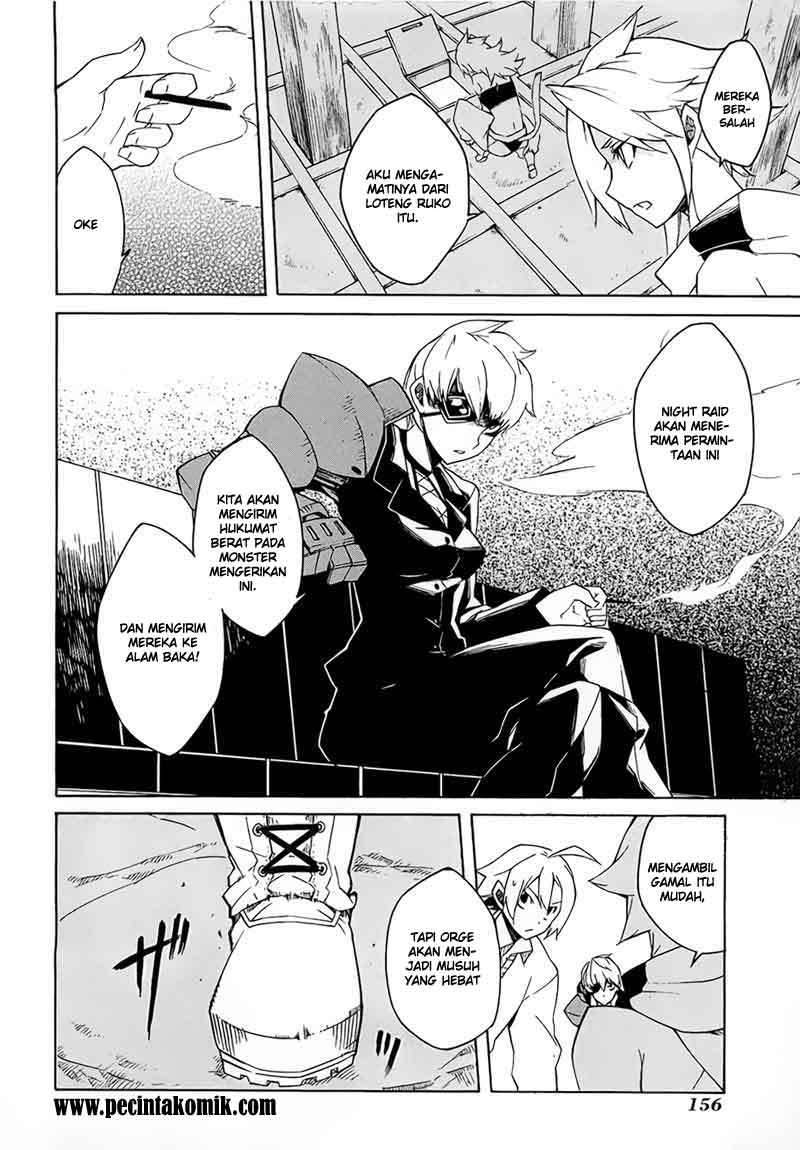 MEREKA
BER-
SALAH
AKU MENGA-
MATINYA DARI
LOTENG RUKO
ITU.
OKE
NIGHT RAID
AKAN MENE-
RIMA PERMIN-
TAAN INI
KITA AKAN
MENGIRIM
HUKUMAT
BERAT PADA
MONSTER
MENGERIKAN
INI.
DAN MENGIRIM
MEREKA KE
ALAM BAKA!
MENGAMBIL
GAMAL ITU
MUDAH,
TAPI ORGE
AKAN MEN-
JADI MUSUH
YANG HEBAT
ザッ
www.pecintakomik.com
156